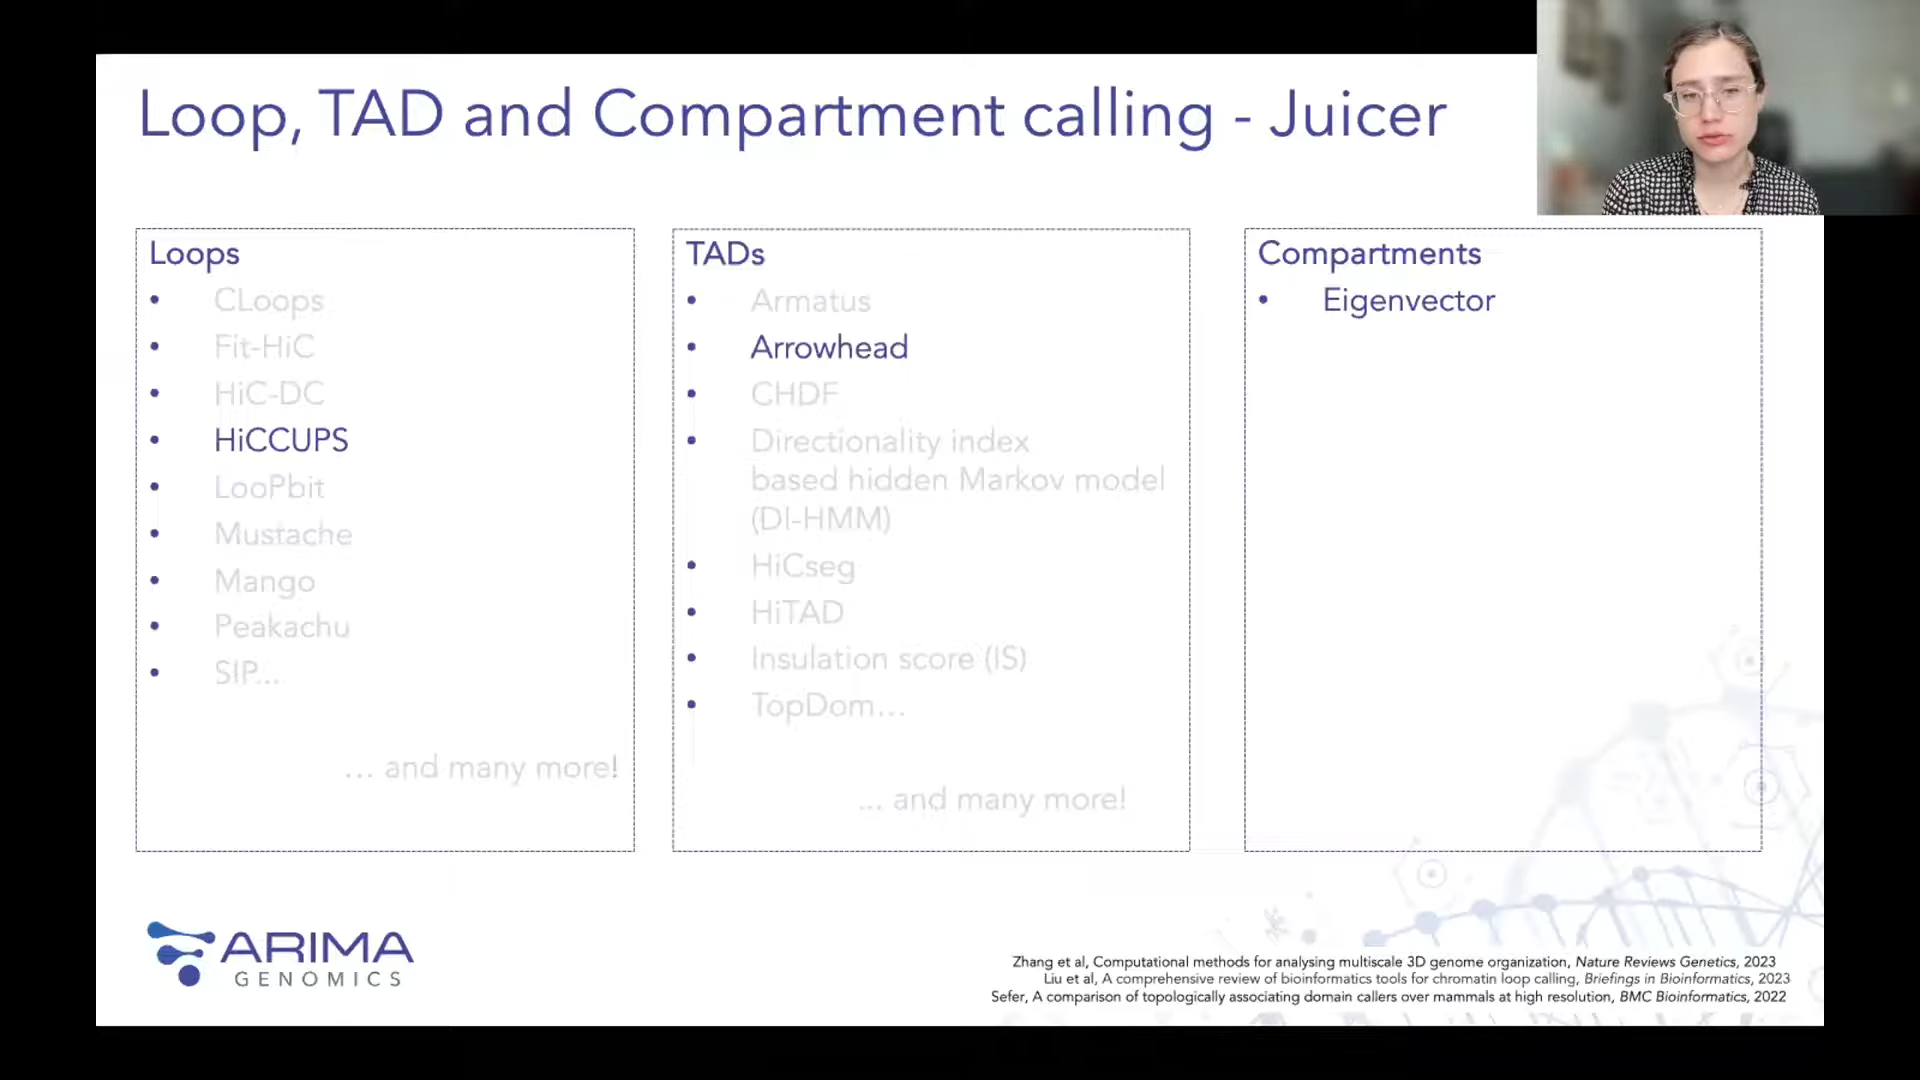 Loop, TAD and Compartment calling - Juicer
Loops
• CLoops
• Fit-HiC
• HiC-DC
• HiCCUPS
• LooPbit
• Mustache
• Mango
• Peakachu
• SIP...
... and many more!
TADs
• Armatus
• Arrowhead
• CHDF
• Directionality index
based hidden Markov model
(DI-HMM)
• HiCseg
• HiTAD
• Insulation score (IS)
• TopDom...
... and many more!
Compartments
• Eigenvector
ARIMA
GENOMICS
Zhang et al, Computational methods for analysing multiscale 3D genome organization, Nature Reviews Genetics, 2023
Liu et al, A comprehensive review of bioinformatics tools for chromatin loop calling, Briefings in Bioinformatics, 2023
Sefer, A comparison of topologically associating domain callers over mammals at high resolution, BMC Bioinformatics, 2022